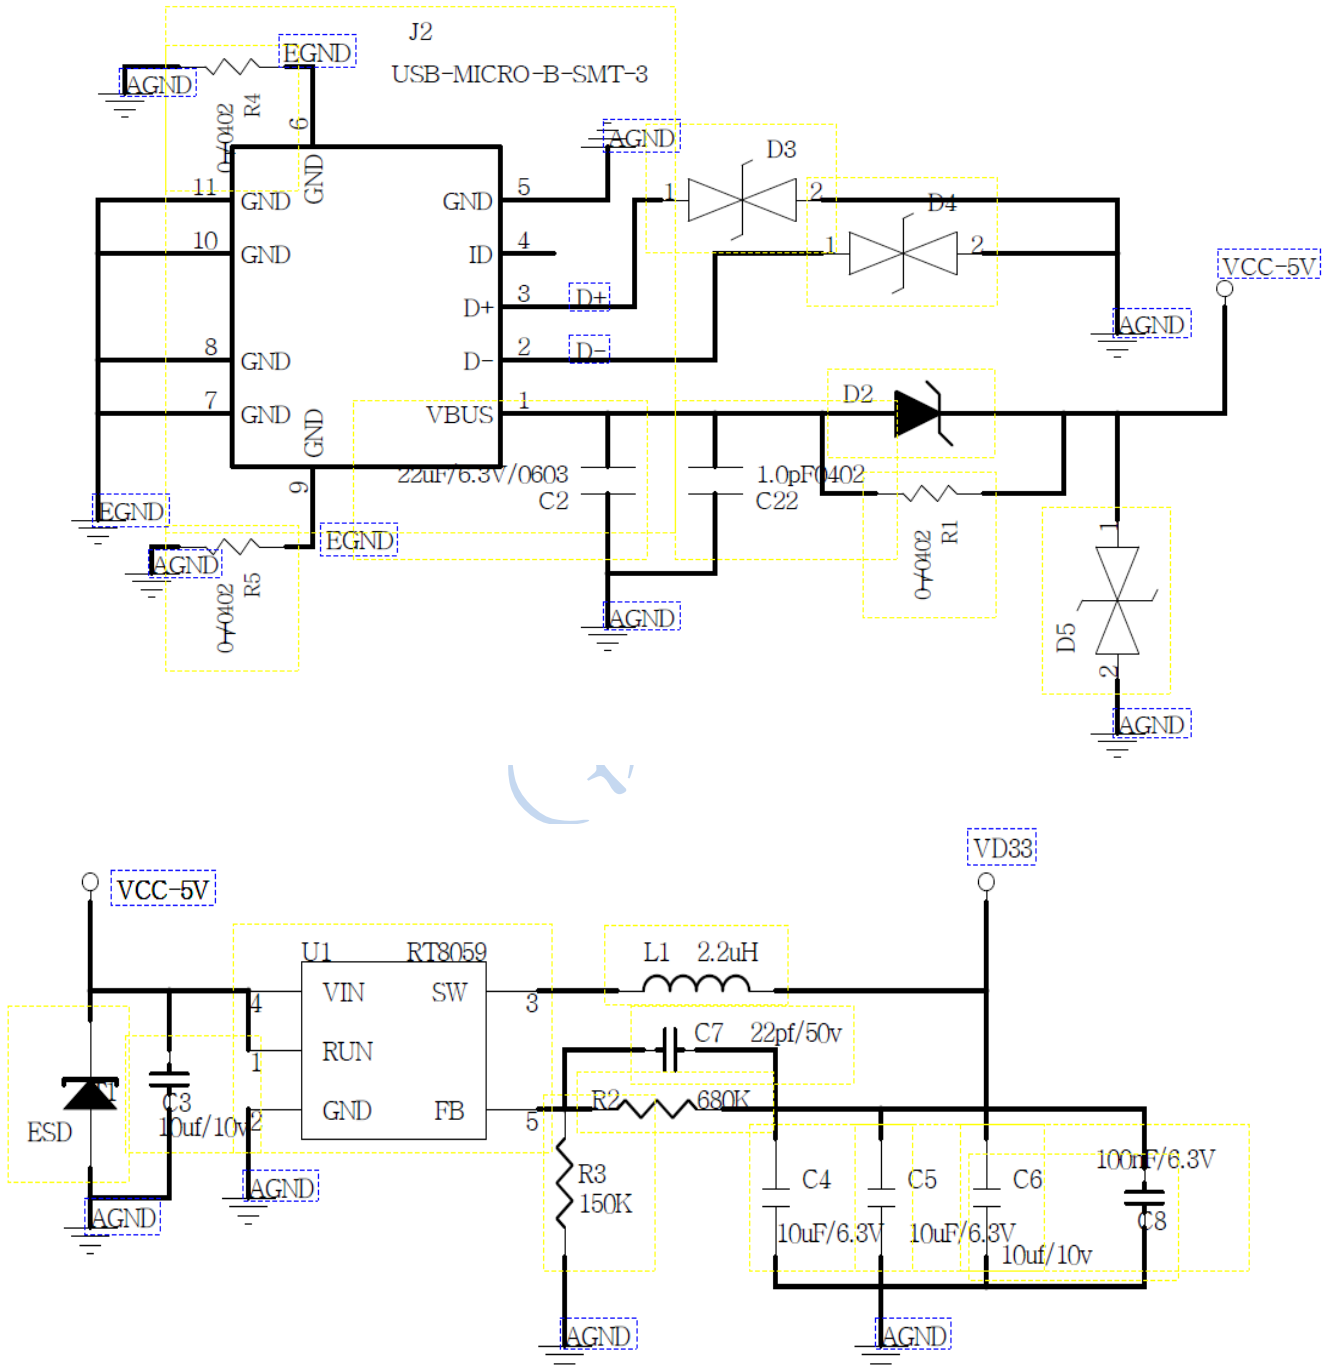 J2
USB-MICRO-B-SMT-3
EGND
AGND
R4
6
GND
AGND
D3
11
GND
GND
5
1
2
D4
10
GND
ID
4
1
2
VCC-5V
D+
3
D+
AGND
8
GND
D-
2
D-
7
GND
VBUS
1
D2
GND
9
22uF/6.3V/0603
C2
1.0pF0402
C22
R1
EGND
EGND
AGND
R5
AGND
1
D5
2
AGND
VD33
VCC-5V
U1
RT8059
L1 2.2uH
4
VIN
SW
3
1
RUN
C7 22pf/50v
C3
10uf/10v
2
GND
FB
5
R2
680K
ESD
R3
150K
C4
10uF/6.3V
C5
10uF/6.3V
C6
10uf/10v
100nF/6.3V
C8
AGND
AGND
AGND
AGND